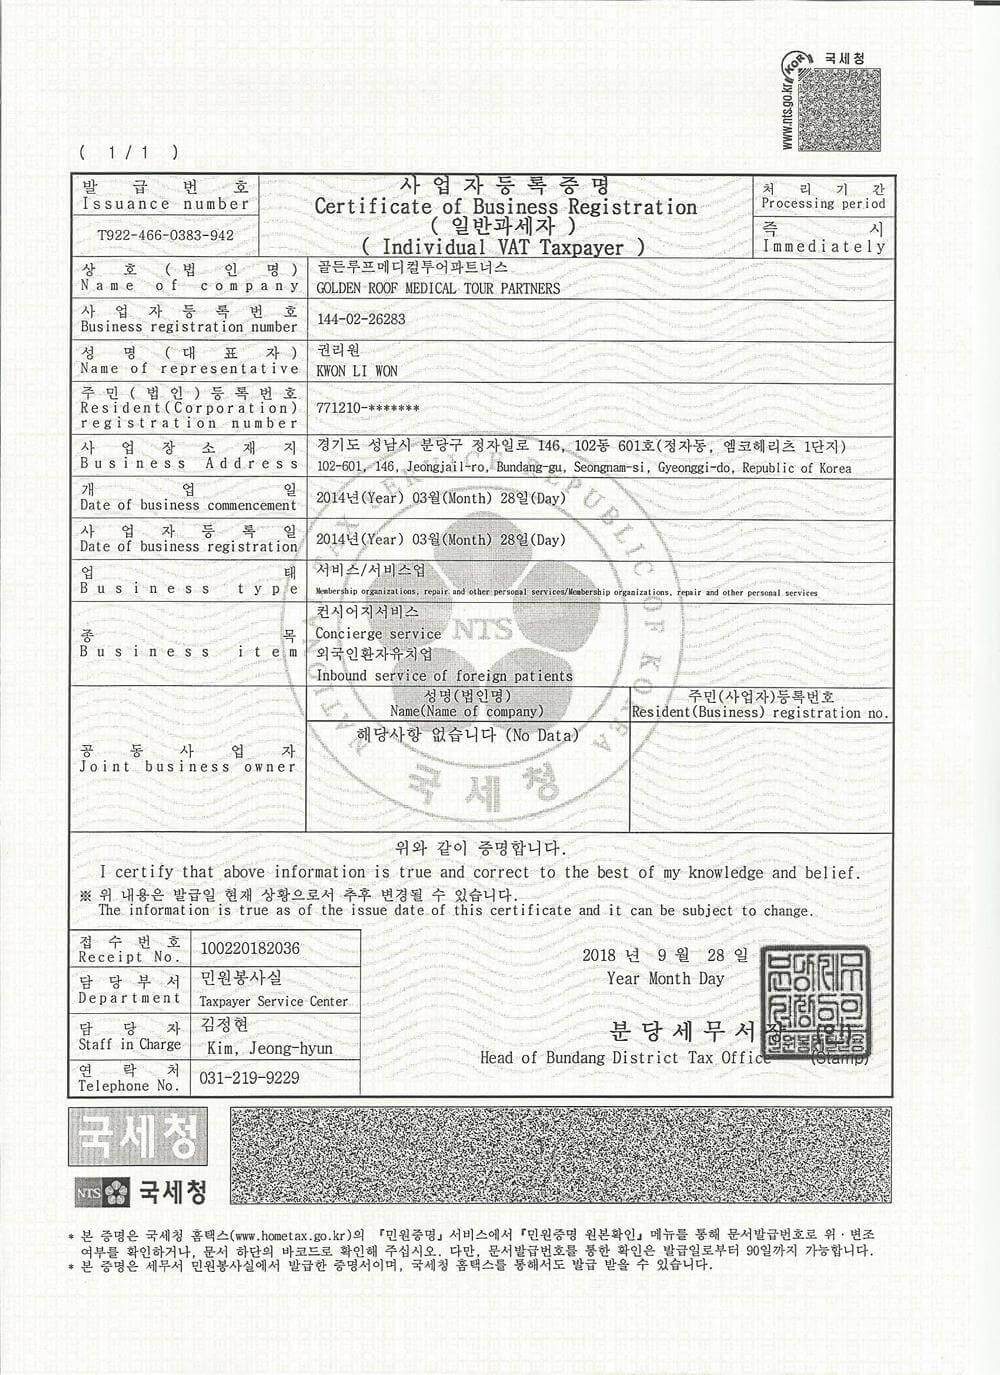 국세청
KOR
www.nts.go.kr
( 1 / 1 )
발 급 번 호
Issuance number
T922-466-0383-942
사 업 자 등 록 증 명
Certificate of Business Registration
( 일반과세자 )
( Individual VAT Taxpayer )
처 리 기 간
Processing period
즉 시
Immediately
상 호 ( 법 인 명 )
Name of company
골든루프메디컬투어파트너스
GOLDEN ROOF MEDICAL TOUR PARTNERS
사 업 자 등 록 번 호
Business registration number
144-02-26283
성 명 ( 대 표 자 )
Name of representative
권리원
KWON LI WON
주 민 ( 법 인 ) 등 록 번 호
Resident(Corporation)
registration number
771210-*******
사 업 장 소 재 지
Business Address
경기도 성남시 분당구 정자일로 146, 102동 601호(정자동, 엠코헤리츠 1단지)
102-601, 146, Jeongjail-ro, Bundang-gu, Seongnam-si, Gyeonggi-do, Republic of Korea
개 업 일
Date of business commencement
2014년(Year) 03월(Month) 28일(Day)
사 업 자 등 록 일
Date of business registration
2014년(Year) 03월(Month) 28일(Day)
업 태
Business type
서비스/서비스업
Membership organizations, repair and other personal services/Membership organizations, repair and other personal services
종 목
Business item
컨시어지서비스
Concierge service
외국인환자유치업
Inbound service of foreign patients
공 동 사 업 자
Joint business owner
성명(법인명)
Name(Name of company)
주민(사업자)등록번호
Resident(Business) registration no.
해당사항 없습니다 (No Data)
NATIONAL TAX SERVICE REPUBLIC OF KOREA
NTS
국세청
위와 같이 증명합니다.
I certify that above information is true and correct to the best of my knowledge and belief.
※ 위 내용은 발급일 현재 상황으로서 추후 변경될 수 있습니다.
The information is true as of the issue date of this certificate and it can be subject to change.
접 수 번 호
Receipt No.
100220182036
담 당 부 서
Department
민원봉사실
Taxpayer Service Center
담 당 자
Staff in Charge
김정현
Kim, Jeong-hyun
연 락 처
Telephone No.
031-219-9229
2018 년 9 월 28 일
Year Month Day
분 당 세 무 서 장 (인)
Head of Bundang District Tax Office (Stamp)
국세청
NTS 국세청
* 본 증명은 국세청 홈택스(www.hometax.go.kr)의 『민원증명』 서비스에서 『민원증명 원본확인』 메뉴를 통해 문서발급번호로 위·변조
여부를 확인하거나, 문서 하단의 바코드로 확인해 주십시오. 다만, 문서발급번호를 통한 확인은 발급일로부터 90일까지 가능합니다.
* 본 증명은 세무서 민원봉사실에서 발급한 증명서이며, 국세청 홈택스를 통해서도 발급 받을 수 있습니다.